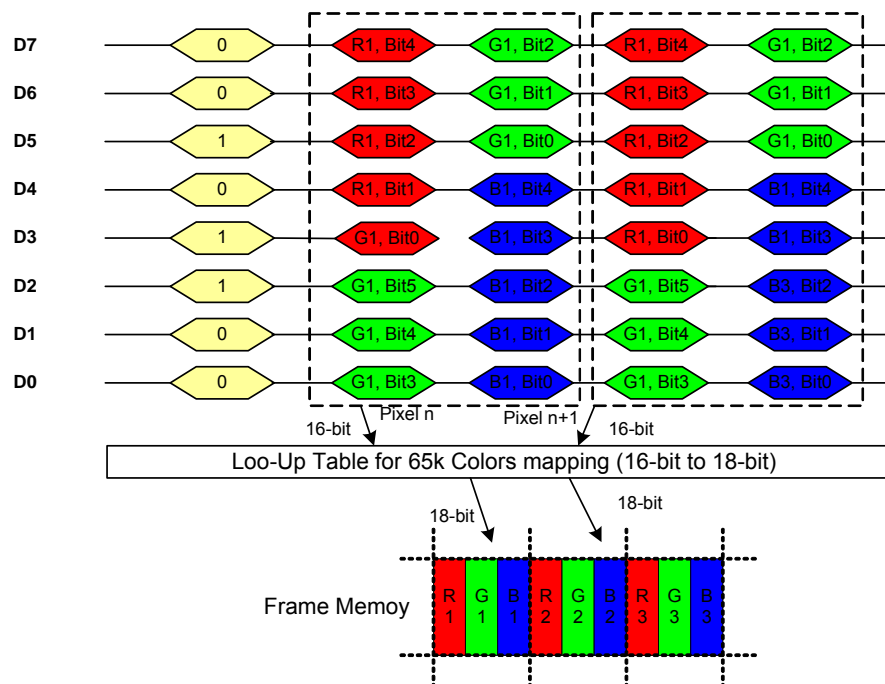 D7 0 R1, Bit4 G1, Bit2 R1, Bit4 G1, Bit2
D6 0 R1, Bit3 G1, Bit1 R1, Bit3 G1, Bit1
D5 1 R1, Bit2 G1, Bit0 R1, Bit2 G1, Bit0
D4 0 R1, Bit1 B1, Bit4 R1, Bit1 B1, Bit4
D3 1 G1, Bit0 B1, Bit3 R1, Bit0 B1, Bit3
D2 1 G1, Bit5 B1, Bit2 G1, Bit5 B3, Bit2
D1 0 G1, Bit4 B1, Bit1 G1, Bit4 B3, Bit1
D0 0 G1, Bit3 B1, Bit0 G1, Bit3 B3, Bit0
Pixel n Pixel n+1
16-bit 16-bit
Loo-Up Table for 65k Colors mapping (16-bit to 18-bit)
18-bit 18-bit
R G B R G B R G B
Frame Memoy
1 1 1 2 2 2 3 3 3